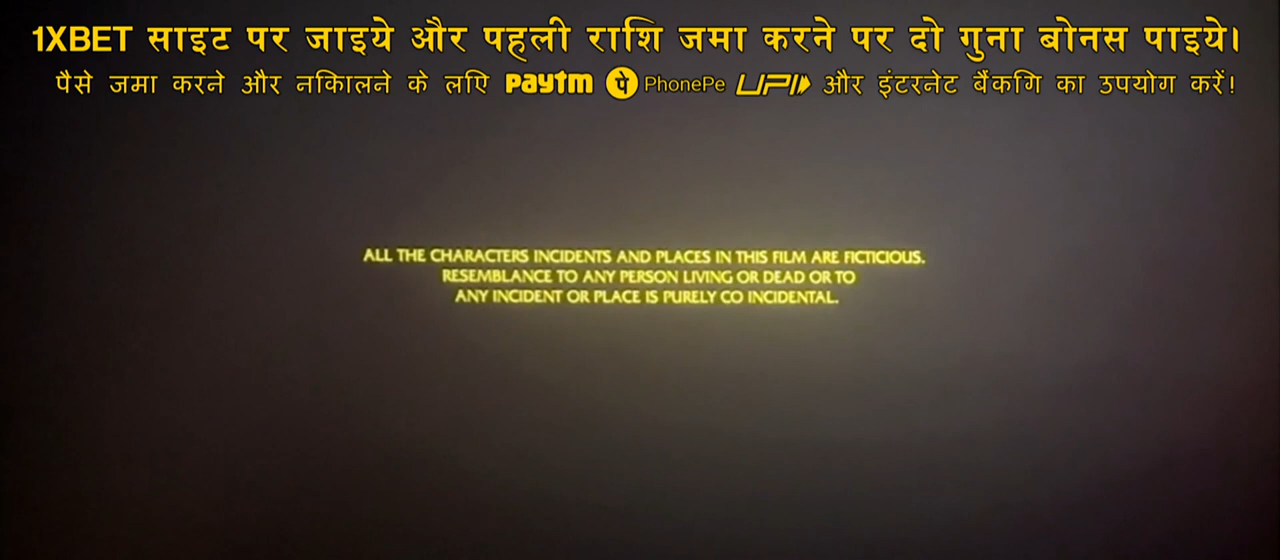 1XBET साइट पर जाइये और पहली राशि जमा करने पर दो गुना बोनस पाइये।
पैसे जमा करने और निकालने के लिए Paytm पे PhonePe UPI और इंटरनेट बैंकिंग का उपयोग करें!
ALL THE CHARACTERS INCIDENTS AND PLACES IN THIS FILM ARE FICTICIOUS.
RESEMBLANCE TO ANY PERSON LIVING OR DEAD OR TO
ANY INCIDENT OR PLACE IS PURELY CO INCIDENTAL.